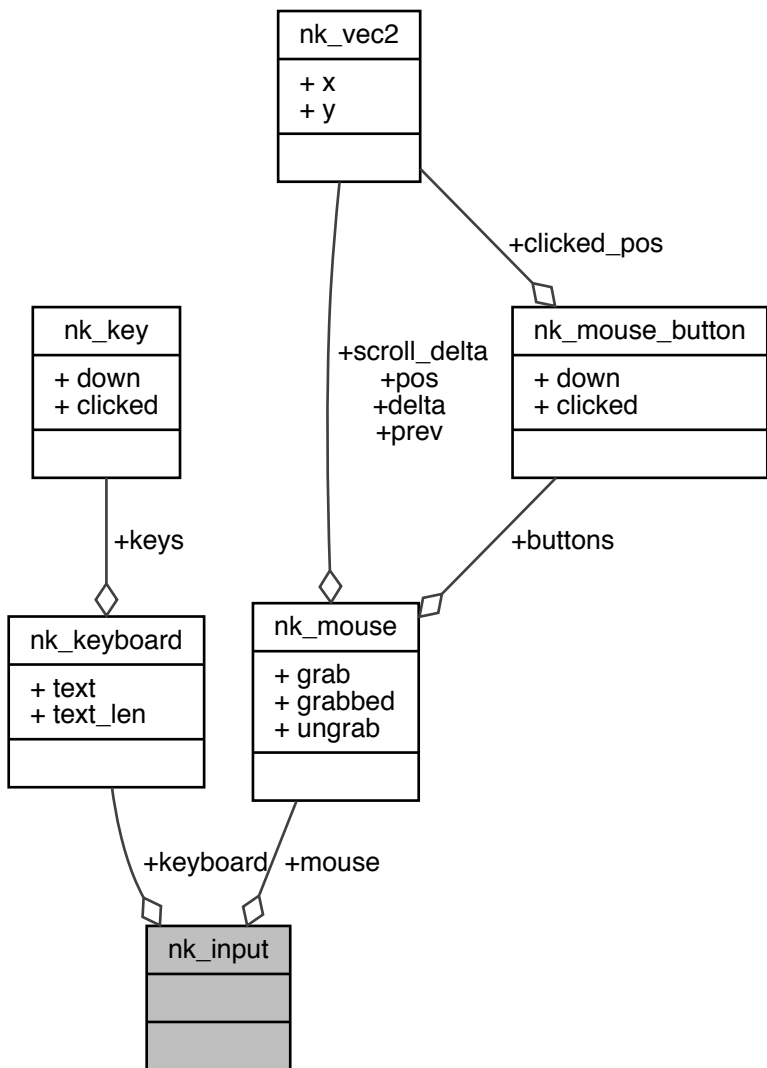 nk_vec2
+ x
+ y
+clicked_pos
nk_key
+ down
+ clicked
+scroll_delta
+pos
+delta
+prev
nk_mouse_button
+ down
+ clicked
+keys
+buttons
nk_keyboard
+ text
+ text_len
nk_mouse
+ grab
+ grabbed
+ ungrab
+keyboard
+mouse
nk_input